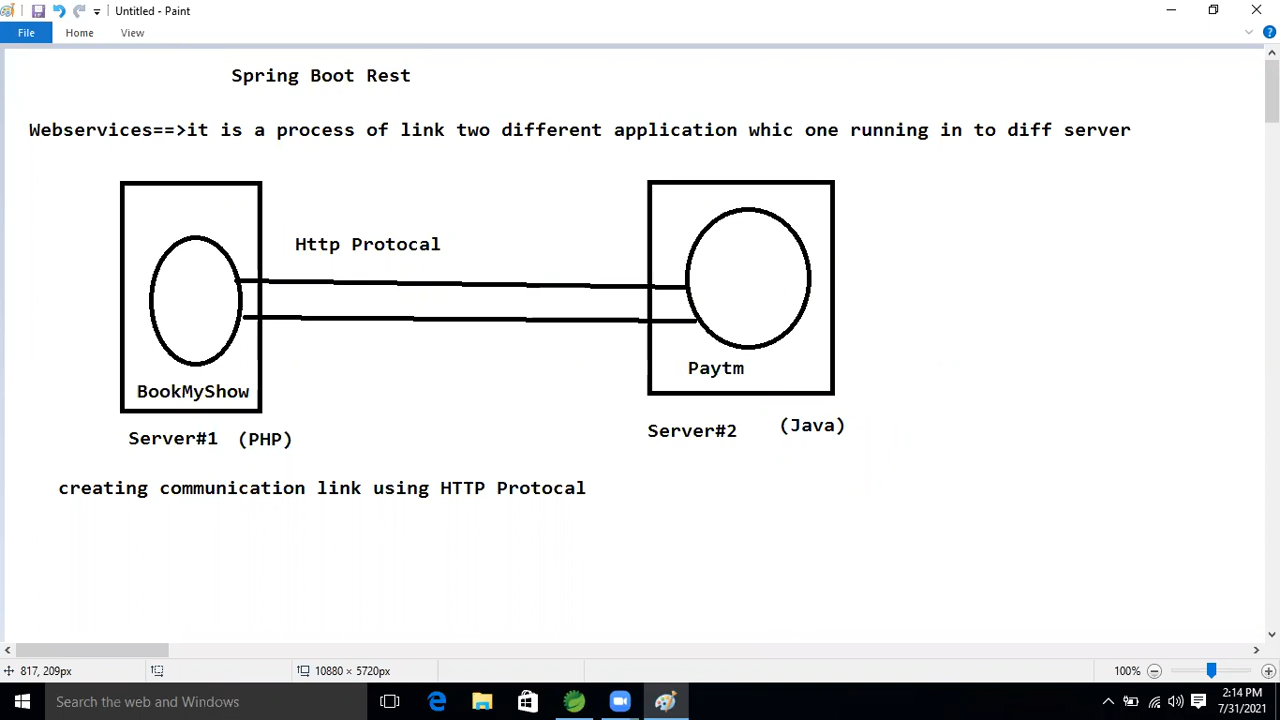 Untitled - Paint
File Home View
Spring Boot Rest
Webservices==>it is a process of link two different application whic one running in to diff server
Http Protocal
BookMyShow
Paytm
Server#1 (PHP)
Server#2 (Java)
creating communication link using HTTP Protocal
817, 209px
10880 × 5720px
100%
Search the web and Windows
2:14 PM
7/31/2021